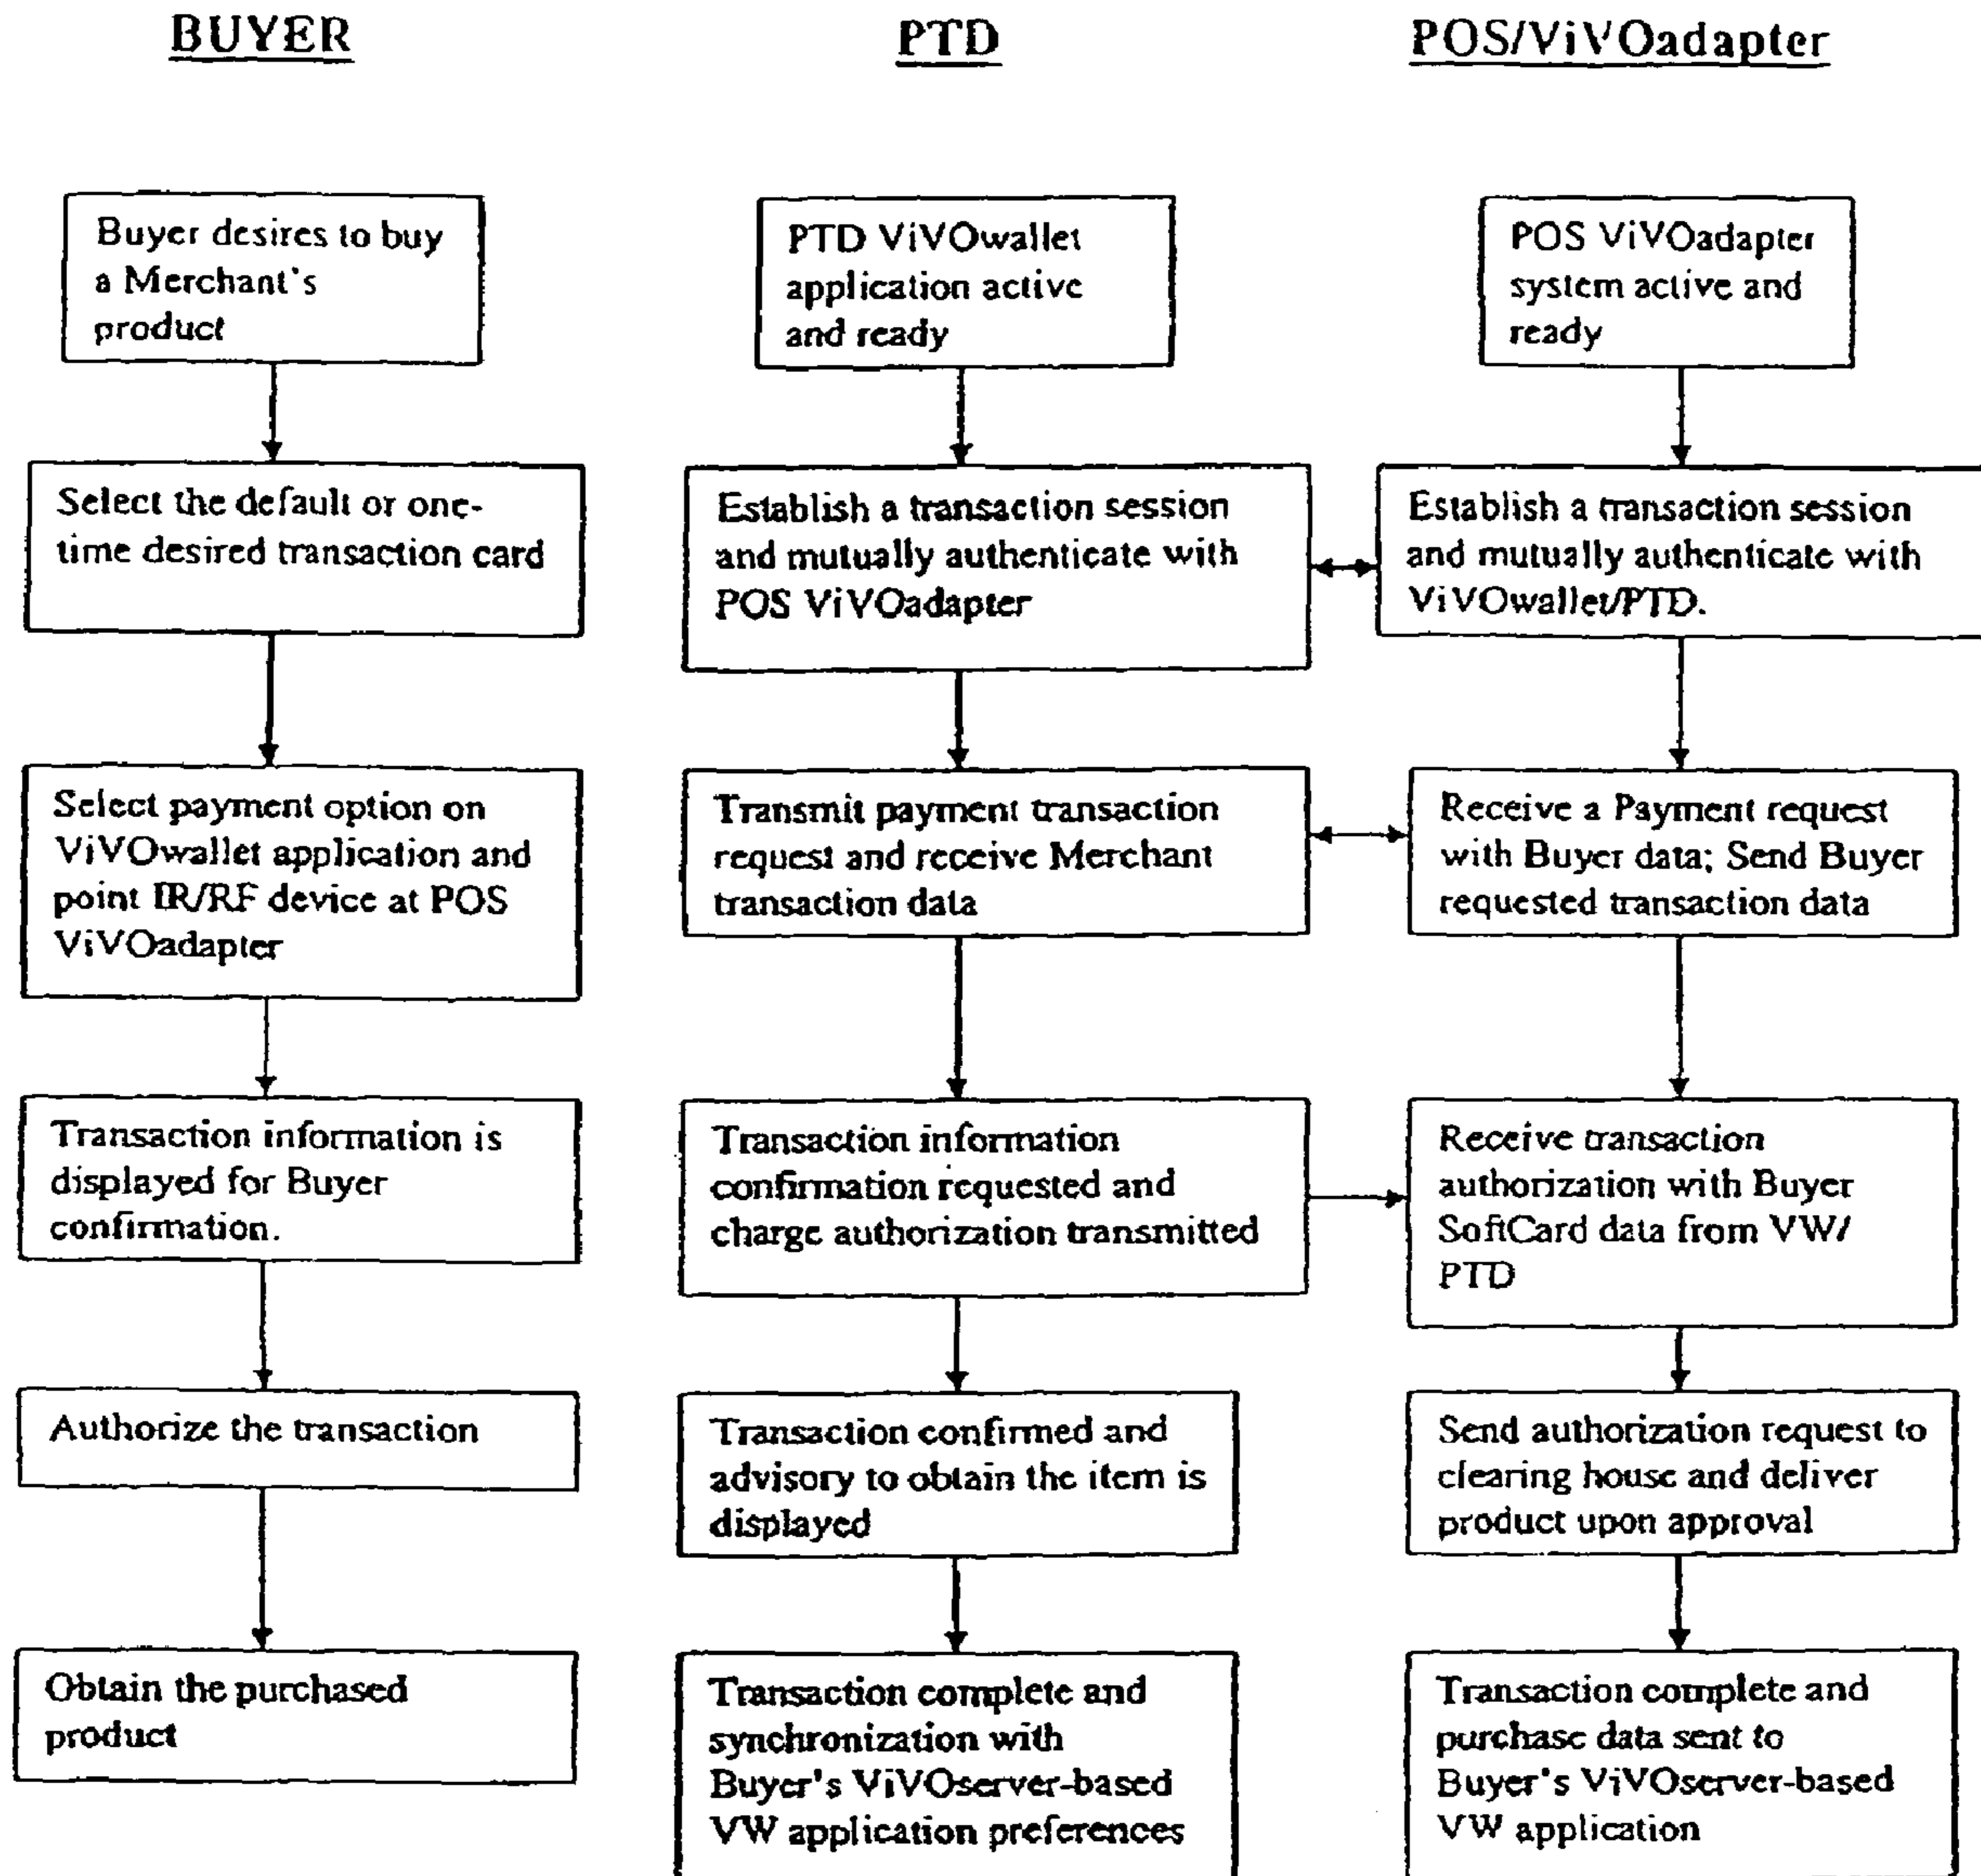 BUYER
PTD
POS/ViVOadapter
Buyer desires to buy
a Merchant's
product
PTD ViVOwallet
application active
and ready
POS ViVOadapter
system active and
ready
Select the default or one-
time desired transaction card
Establish a transaction session
and mutually authenticate with
POS ViVOadapter
Establish a transaction session
and mutually authenticate with
ViVOwallet/PTD.
Select payment option on
ViVOwallet application and
point IR/RF device at POS
ViVOadapter
Transmit payment transaction
request and receive Merchant
transaction data
Receive a Payment request
with Buyer data; Send Buyer
requested transaction data
Transaction information is
displayed for Buyer
confirmation.
Transaction information
confirmation requested and
charge authorization transmitted
Receive transaction
authorization with Buyer
SoftCard data from VW/
PTD
Authorize the transaction
Transaction confirmed and
advisory to obtain the item is
displayed
Send authorization request to
clearing house and deliver
product upon approval
Obtain the purchased
product
Transaction complete and
synchronization with
Buyer's ViVOserver-based
VW application preferences
Transaction complete and
purchase data sent to
Buyer's ViVOserver-based
VW application